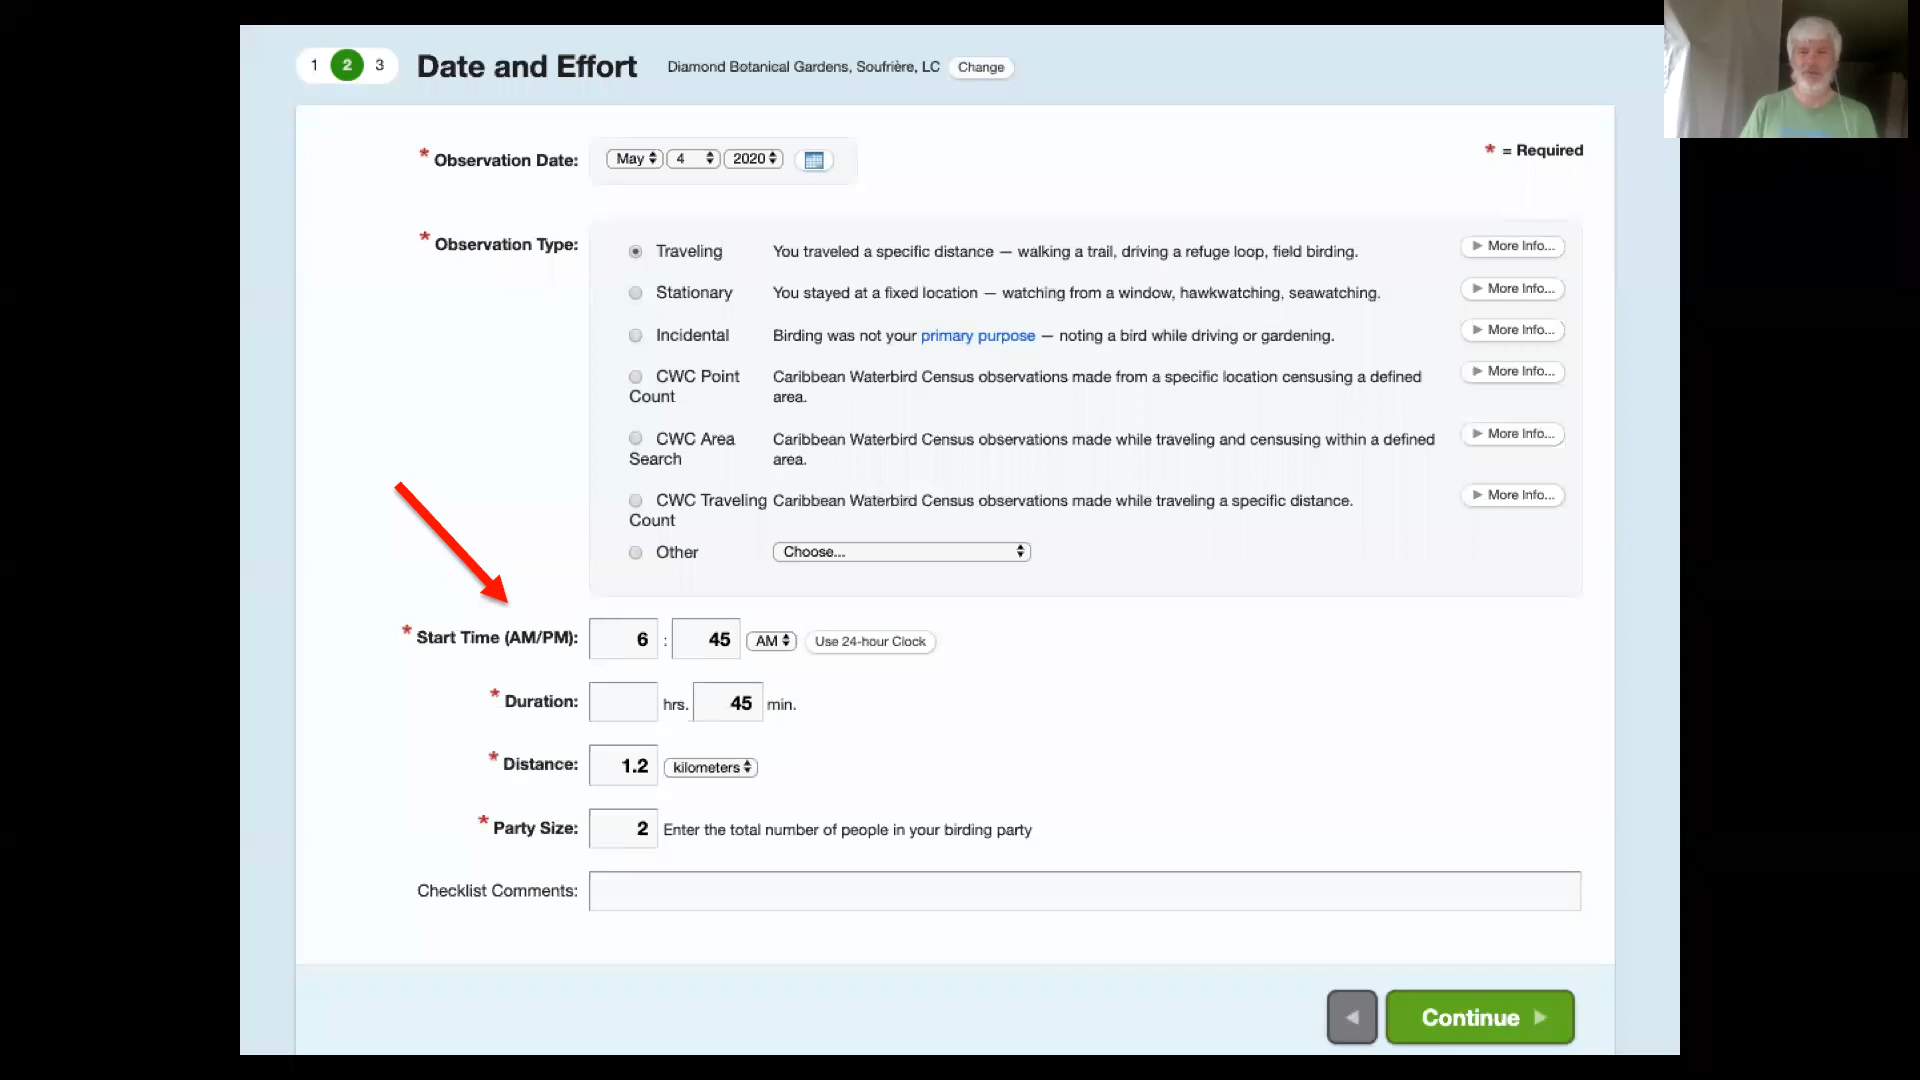 1 2 3 Date and Effort Diamond Botanical Gardens, Soufrière, LC Change
* = Required
* Observation Date: May 4 2020
* Observation Type:
Traveling You traveled a specific distance — walking a trail, driving a refuge loop, field birding. More Info...
Stationary You stayed at a fixed location — watching from a window, hawkwatching, seawatching. More Info...
Incidental Birding was not your primary purpose — noting a bird while driving or gardening. More Info...
CWC Point Caribbean Waterbird Census observations made from a specific location censusing a defined More Info...
Count area.
CWC Area Caribbean Waterbird Census observations made while traveling and censusing within a defined More Info...
Search area.
CWC Traveling Caribbean Waterbird Census observations made while traveling a specific distance. More Info...
Count
Other Choose...
* Start Time (AM/PM): 6 : 45 AM Use 24-hour Clock
* Duration: hrs. 45 min.
* Distance: 1.2 kilometers
* Party Size: 2 Enter the total number of people in your birding party
Checklist Comments:
Continue